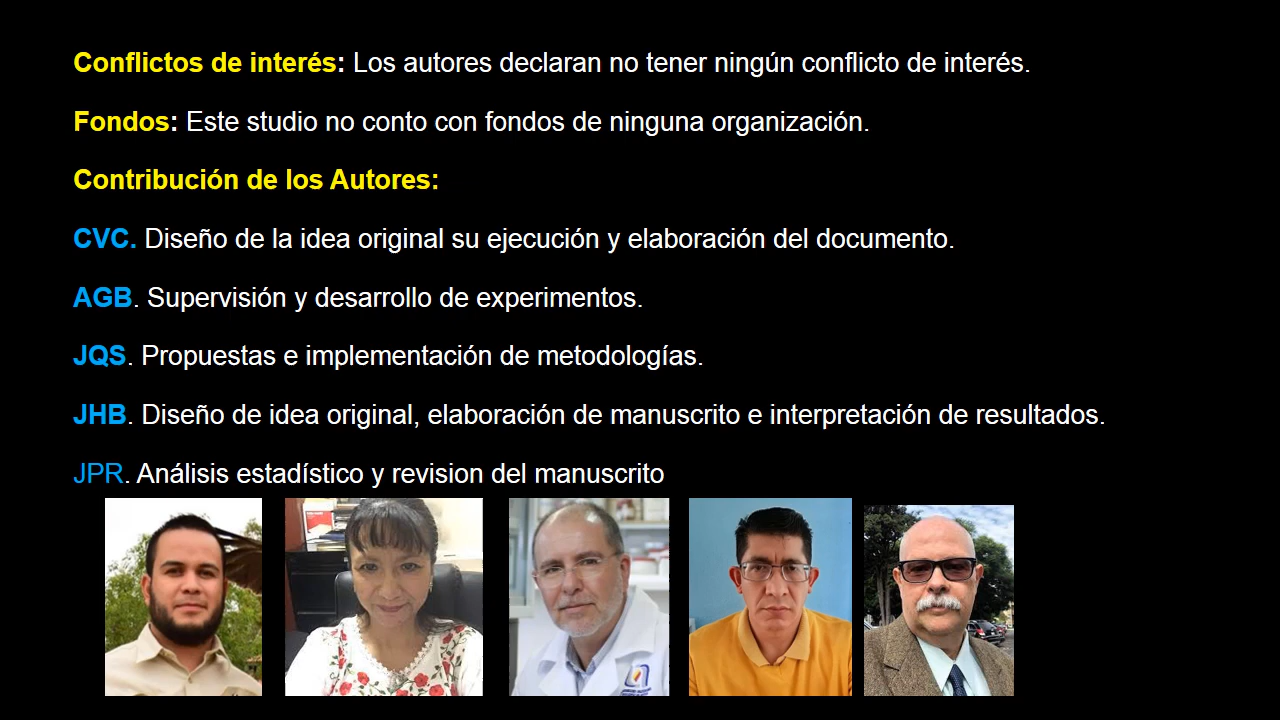 Conflictos de interés: Los autores declaran no tener ningún conflicto de interés.
Fondos: Este studio no conto con fondos de ninguna organización.
Contribución de los Autores:
CVC. Diseño de la idea original su ejecución y elaboración del documento.
AGB. Supervisión y desarrollo de experimentos.
JQS. Propuestas e implementación de metodologías.
JHB. Diseño de idea original, elaboración de manuscrito e interpretación de resultados.
JPR. Análisis estadístico y revision del manuscrito